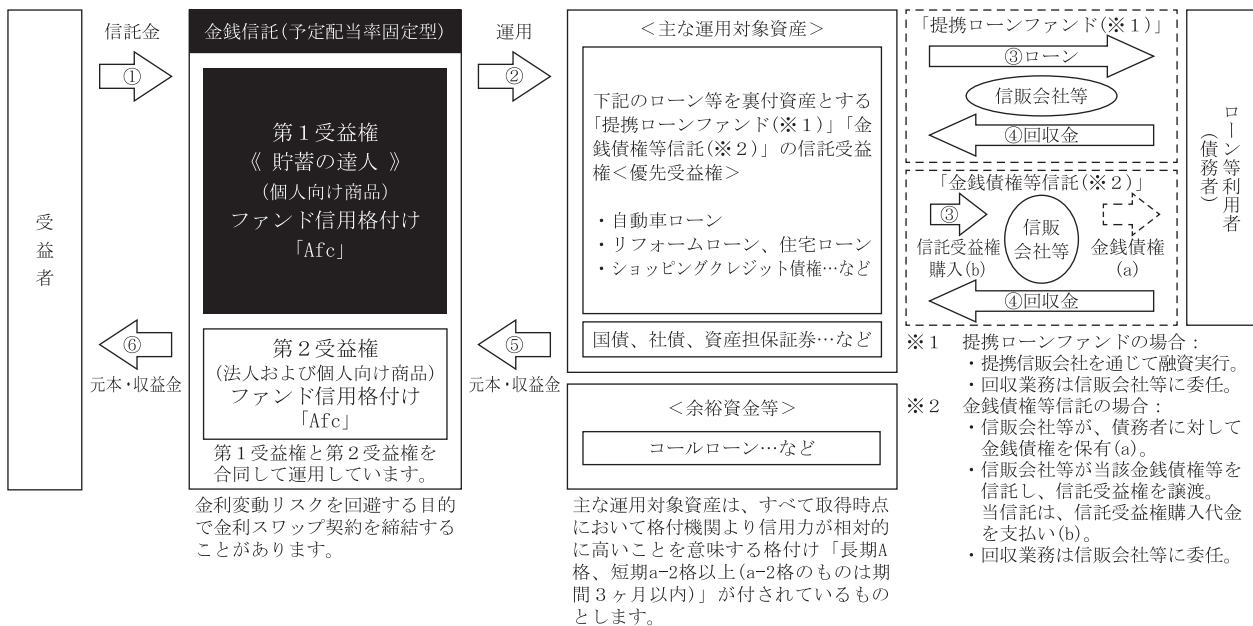 受益者
信託金
①
⑥
元本・収益金
金銭信託(予定配当率固定型)
第１受益権
《 貯蓄の達人 》
(個人向け商品)
ファンド信用格付け
「Afc」
第２受益権
(法人および個人向け商品)
ファンド信用格付け
「Afc」
第１受益権と第２受益権を
合同して運用しています。
金利変動リスクを回避する目的
で金利スワップ契約を締結する
ことがあります。
運用
②
⑤
元本・収益金
＜主な運用対象資産＞
下記のローン等を裏付資産とする
「提携ローンファンド(※１)」「金
銭債権等信託(※２)」の信託受益
権＜優先受益権＞
・自動車ローン
・リフォームローン、住宅ローン
・ショッピングクレジット債権…など
国債、社債、資産担保証券…など
＜余裕資金等＞
コールローン…など
主な運用対象資産は、すべて取得時点
において格付機関より信用力が相対的
に高いことを意味する格付け「長期A
格、短期a-2格以上(a-2格のものは期
間３ヶ月以内)」が付されているもの
とします。
「提携ローンファンド(※１)」
③ローン
信販会社等
④回収金
「金銭債権等信託(※２)」
③
信託受益権
購入(b)
信販
会社等
金銭債権
(a)
④回収金
ローン等利用者
(債務者)
※１ 提携ローンファンドの場合：
・提携信販会社を通じて融資実行。
・回収業務は信販会社等に委任。
※２ 金銭債権等信託の場合：
・信販会社等が、債務者に対して
金銭債権を保有(a)。
・信販会社等が当該金銭債権等を
信託し、信託受益権を譲渡。
当信託は、信託受益権購入代金
を支払い(b)。
・回収業務は信販会社等に委任。